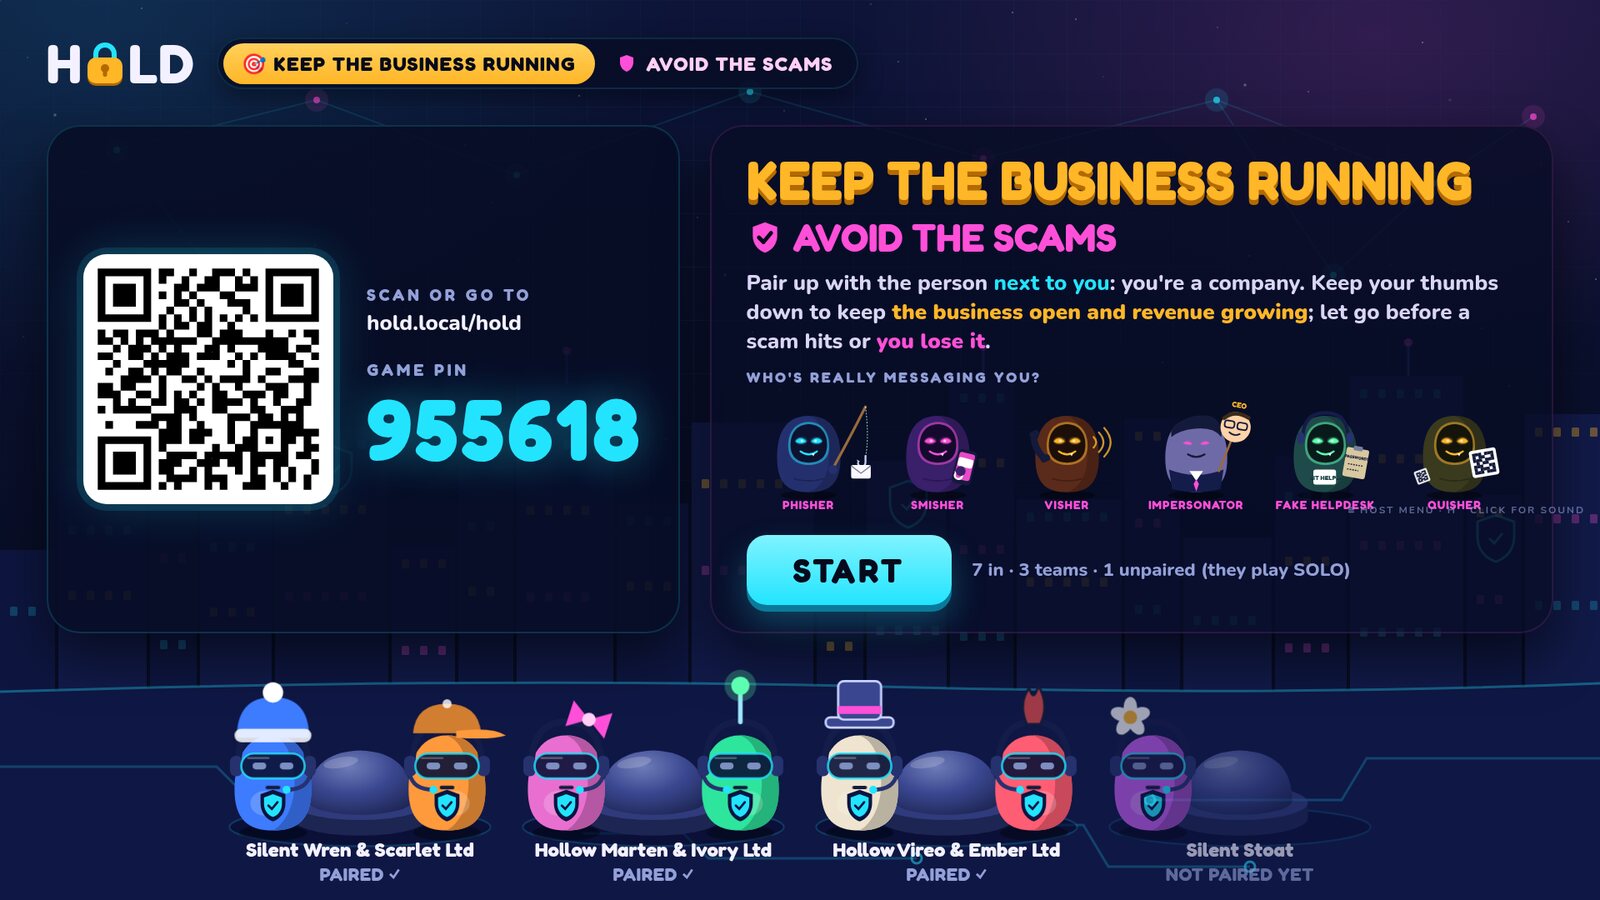 HOLD
KEEP THE BUSINESS RUNNING
AVOID THE SCAMS
SCAN OR GO TO
hold.local/hold
GAME PIN
955618
KEEP THE BUSINESS RUNNING
AVOID THE SCAMS
Pair up with the person next to you: you're a company. Keep your thumbs
down to keep the business open and revenue growing; let go before a
scam hits or you lose it.
WHO'S REALLY MESSAGING YOU?
CEO
IT HELP
PASSWORDS
PHISHER
SMISHER
VISHER
IMPERSONATOR
FAKE HELPDESK
QUISHER
HOST MENU · CLICK FOR SOUND
START
7 in · 3 teams · 1 unpaired (they play SOLO)
Silent Wren & Scarlet Ltd
PAIRED ✓
Hollow Marten & Ivory Ltd
PAIRED ✓
Hollow Vireo & Ember Ltd
PAIRED ✓
Silent Stoat
NOT PAIRED YET